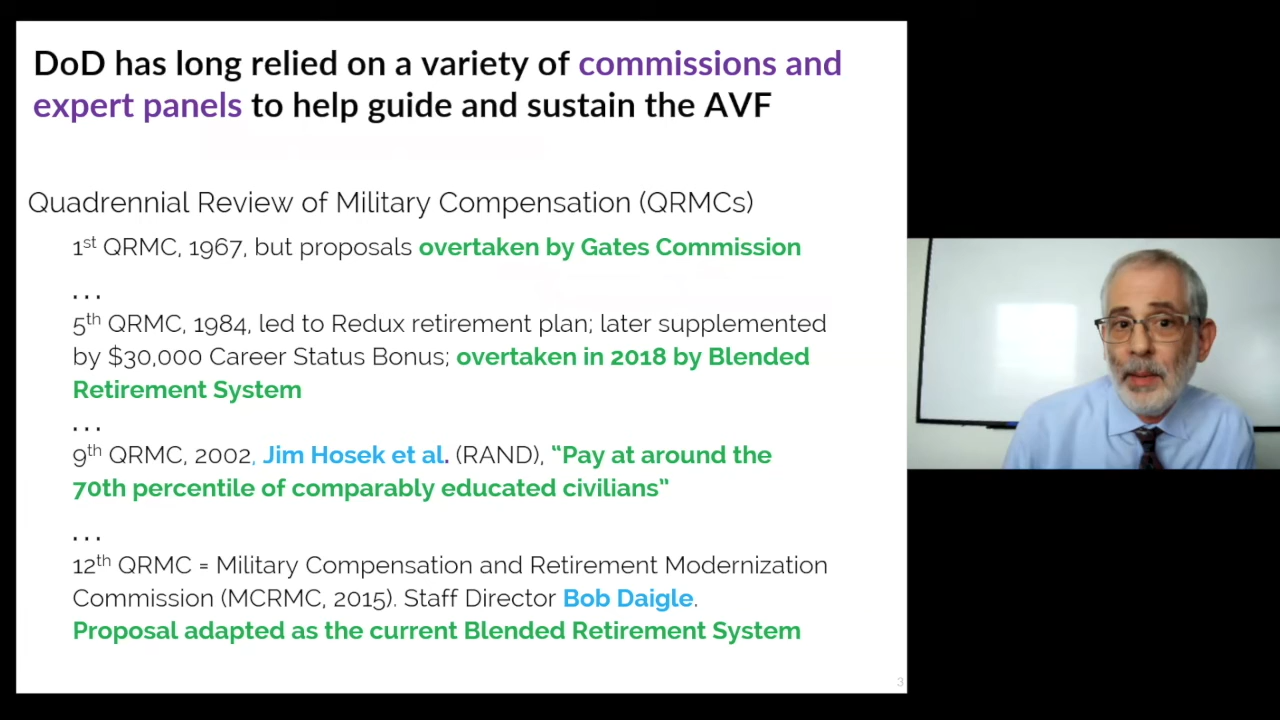 DoD has long relied on a variety of commissions and
expert panels to help guide and sustain the AVF
Quadrennial Review of Military Compensation (QRMCs)
1st QRMC, 1967, but proposals overtaken by Gates Commission
...
5th QRMC, 1984, led to Redux retirement plan; later supplemented
by $30,000 Career Status Bonus; overtaken in 2018 by Blended
Retirement System
...
9th QRMC, 2002, Jim Hosek et al. (RAND), “Pay at around the
70th percentile of comparably educated civilians”
...
12th QRMC = Military Compensation and Retirement Modernization
Commission (MCRMC, 2015). Staff Director Bob Daigle.
Proposal adapted as the current Blended Retirement System
3